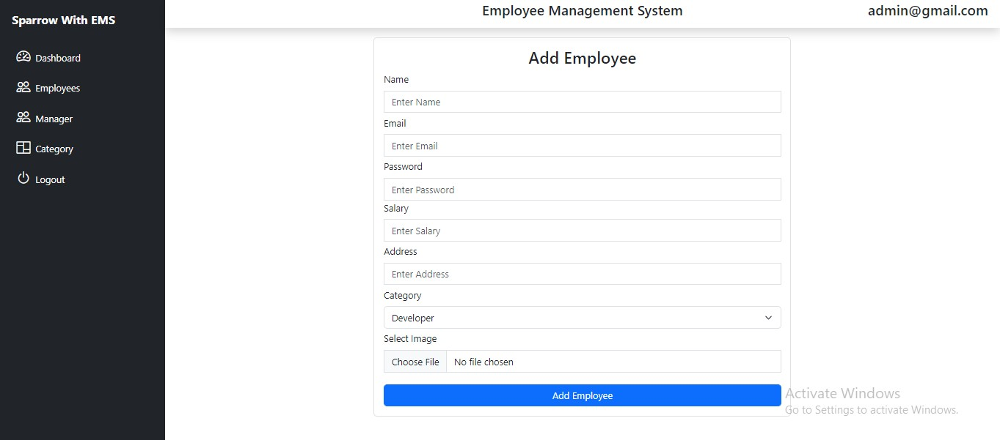 Sparrow With EMS
Dashboard
Employees
Manager
Category
Logout
Employee Management System
admin@gmail.com
Add Employee
Name
Enter Name
Email
Enter Email
Password
Enter Password
Salary
Enter Salary
Address
Enter Address
Category
Developer
Select Image
Choose File No file chosen
Add Employee
Activate Windows
Go to Settings to activate Windows.